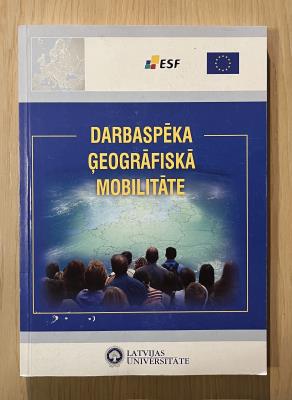 ESF
DARBASPĒKA
ĢEOGRĀFISKĀ
MOBILITĀTE
LATVIJAS
UNIVERSITĀTE